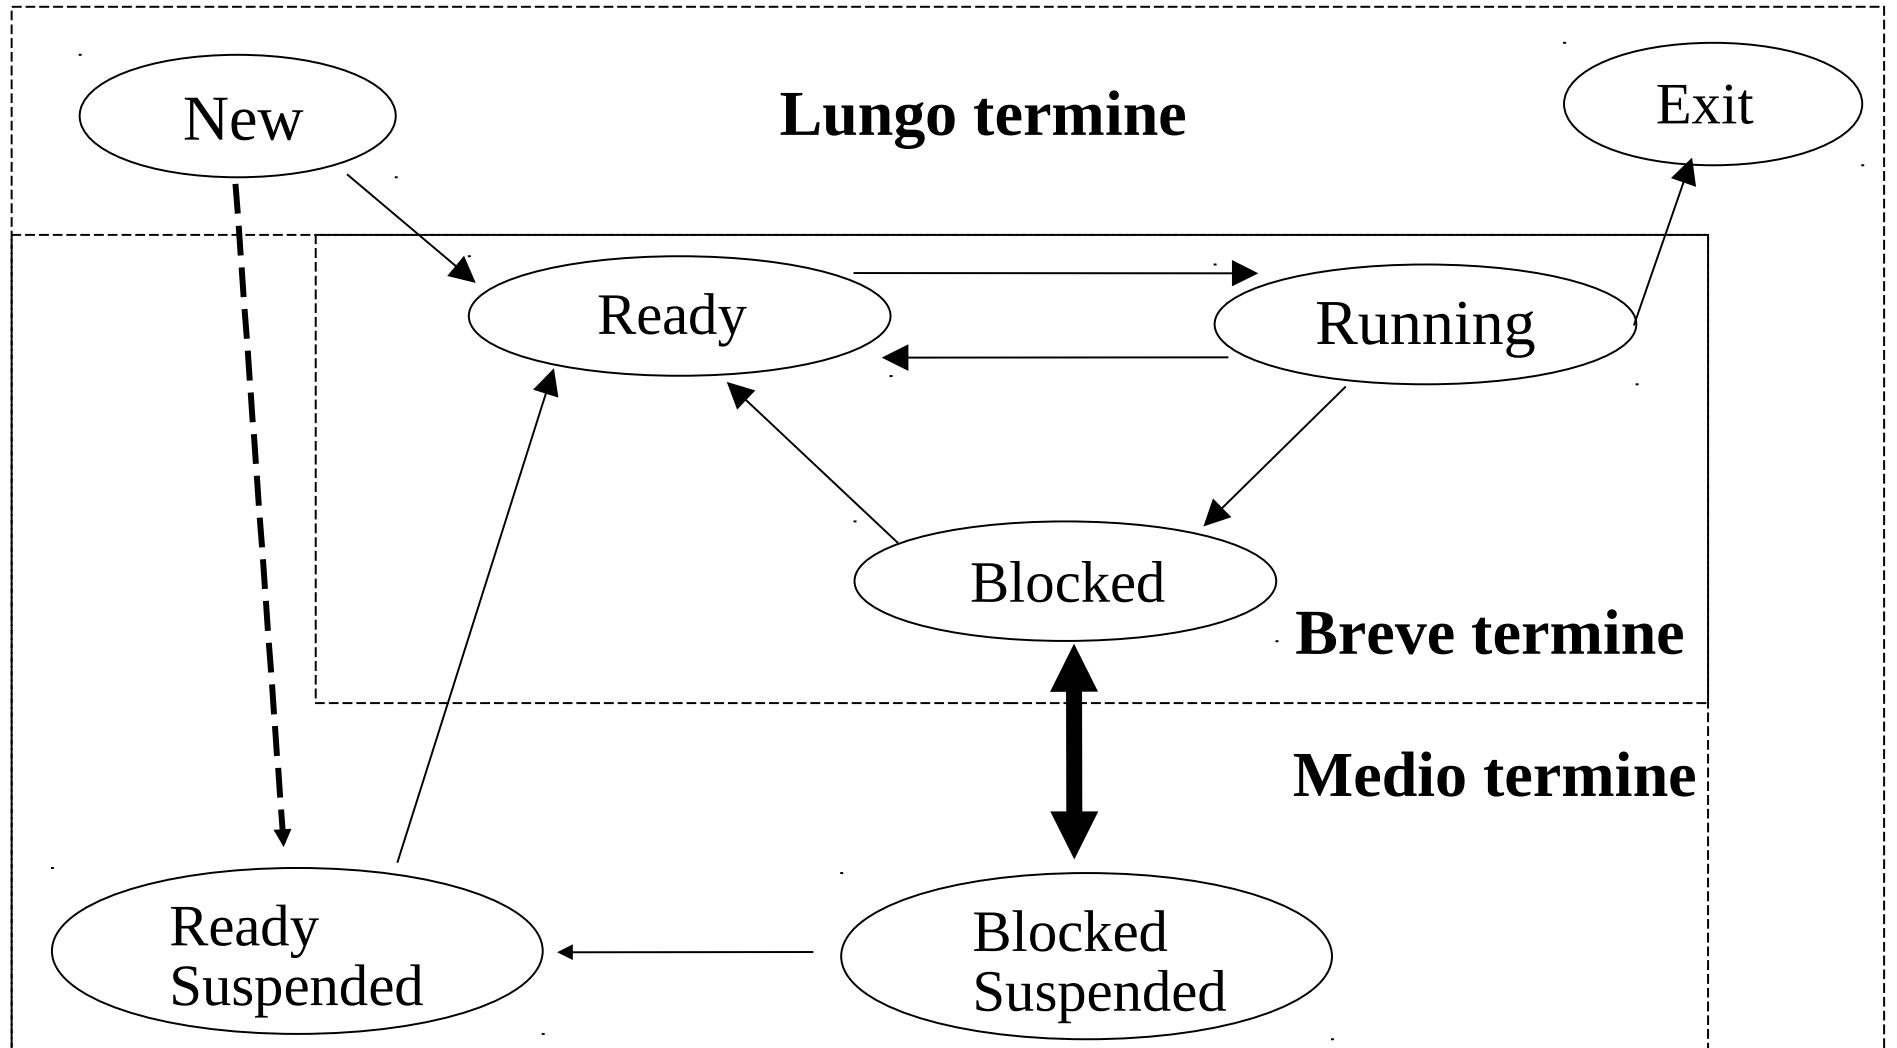 New
Lungo termine
Exit
Ready
Running
Blocked
Breve termine
Medio termine
Ready
Suspended
Blocked
Suspended